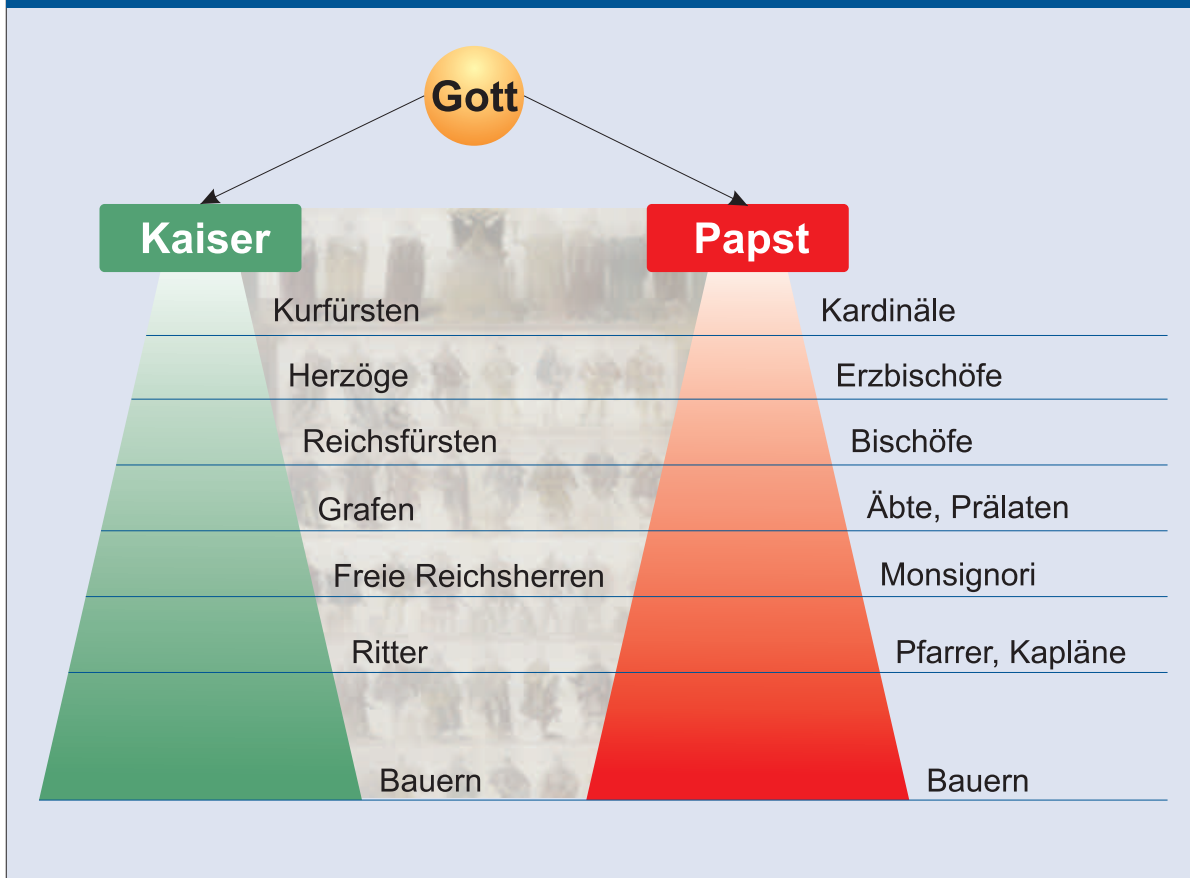 Gott
Kaiser
Papst
Kurfürsten
Kardinäle
Herzöge
Erzbischöfe
Reichsfürsten
Bischöfe
Grafen
Äbte, Prälaten
Freie Reichsherren
Monsignori
Ritter
Pfarrer, Kapläne
Bauern
Bauern